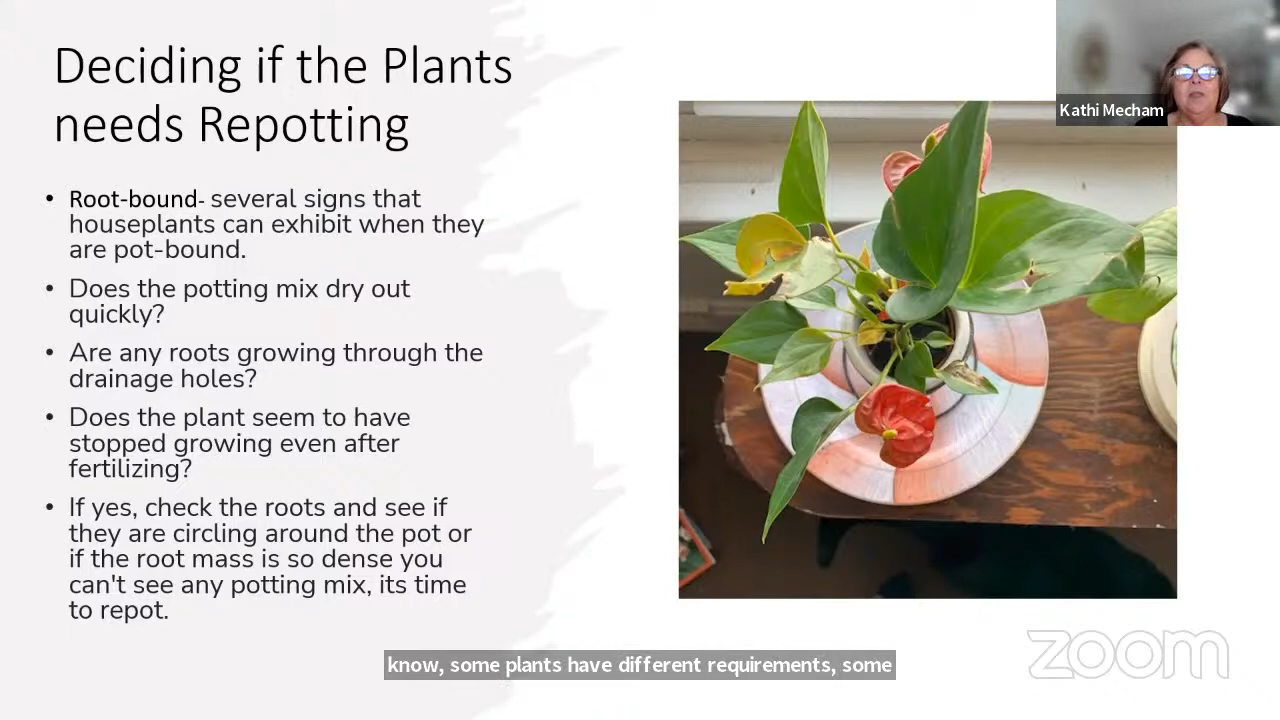 Deciding if the Plants
needs Repotting
• Root-bound- several signs that
houseplants can exhibit when they
are pot-bound.
• Does the potting mix dry out
quickly?
• Are any roots growing through the
drainage holes?
• Does the plant seem to have
stopped growing even after
fertilizing?
• If yes, check the roots and see if
they are circling around the pot or
if the root mass is so dense you
can't see any potting mix, its time
to repot.
Kathi Mecham
know, some plants have different requirements, some
zoom